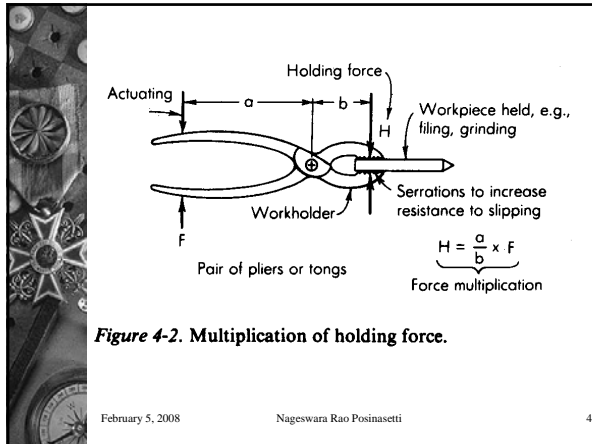 Holding force
Actuating
a
b
H
Workpiece held, e.g.,
filing, grinding
Serrations to increase
resistance to slipping
Workholder
F
Pair of pliers or tongs
H = a/b x F
Force multiplication
Figure 4-2. Multiplication of holding force.
February 5, 2008 Nageswara Rao Posinasetti 4